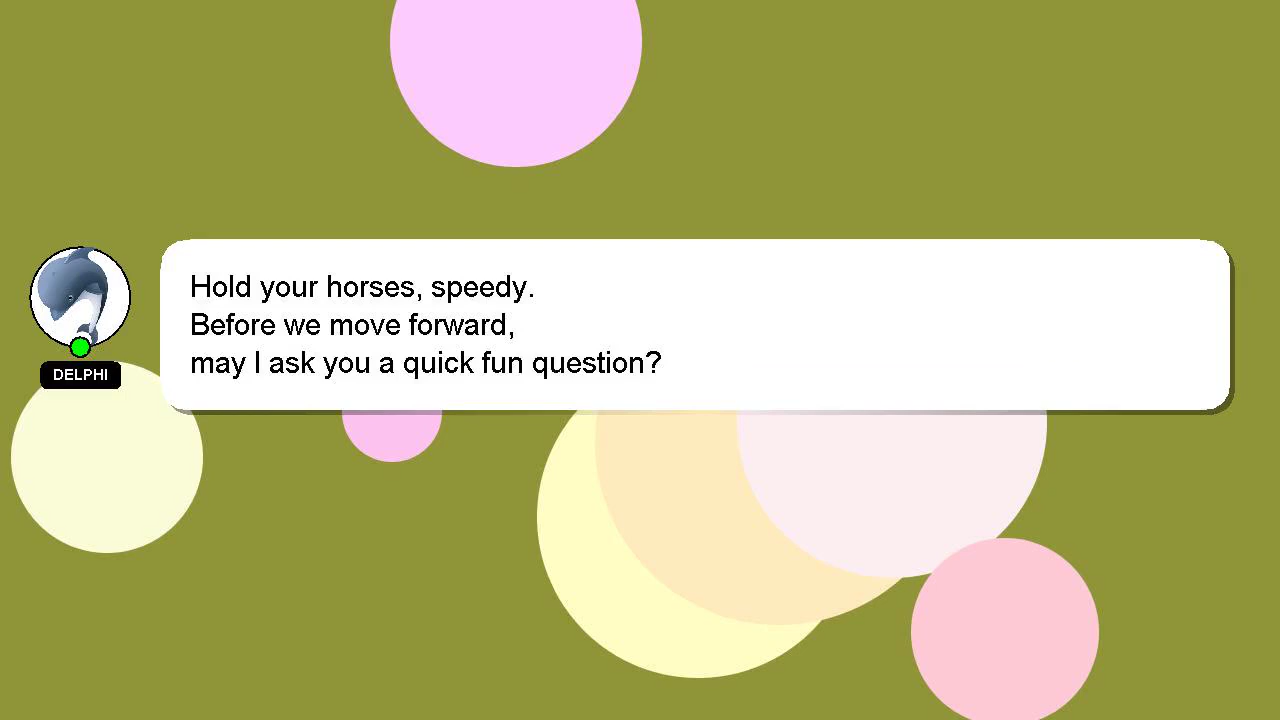 Hold your horses, speedy.
Before we move forward,
may I ask you a quick fun question?
DELPHI